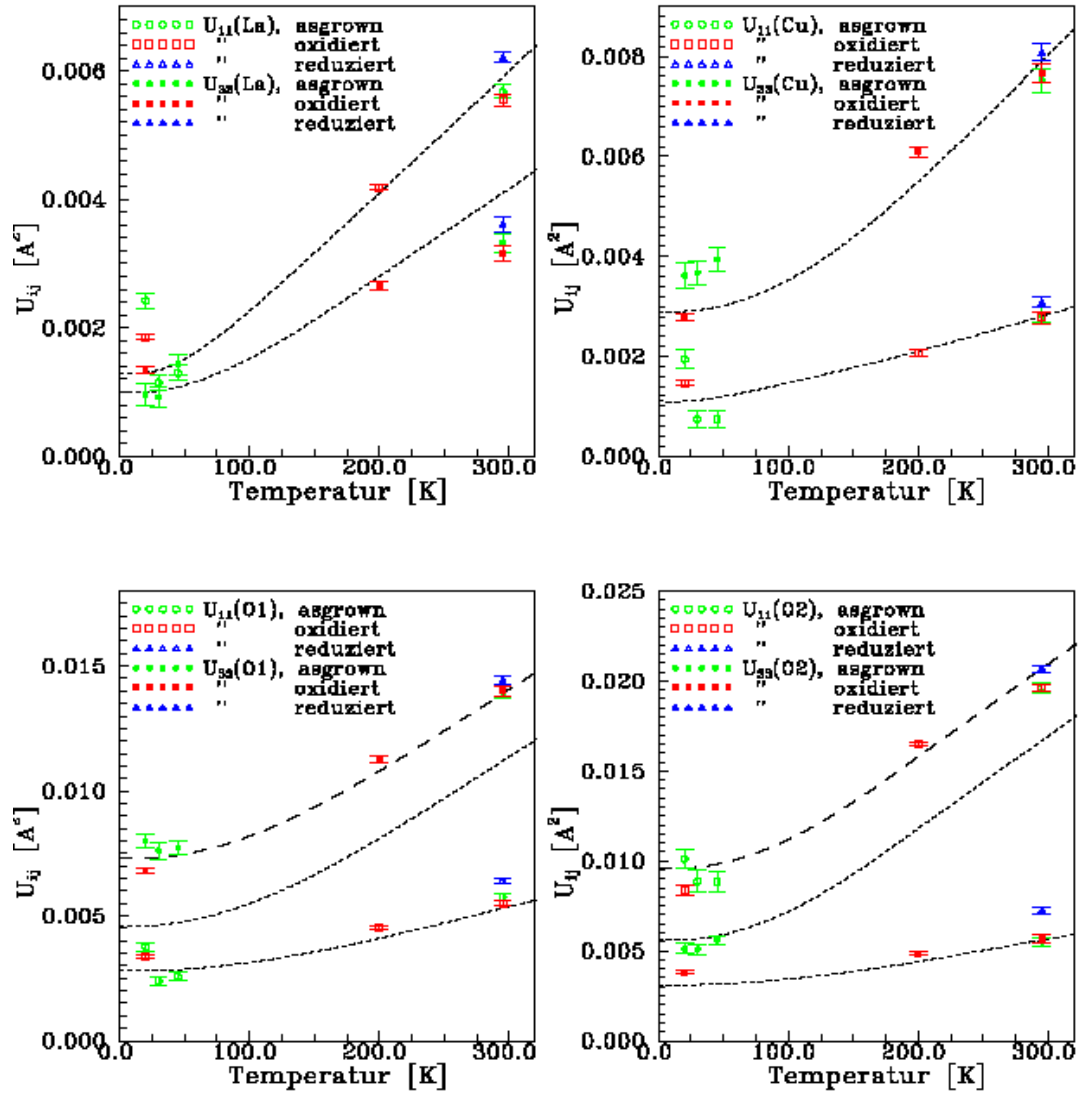 U₁₁(La), asgrown
" oxidiert
" reduziert
U₃₃(La), asgrown
" oxidiert
" reduziert
0.006
0.004
0.002
0.000
U_ij [A²]
0.0 100.0 200.0 300.0
Temperatur [K]
U₁₁(Cu), asgrown
" oxidiert
" reduziert
U₃₃(Cu), asgrown
" oxidiert
" reduziert
0.008
0.006
0.004
0.002
0.000
U_ij [A²]
0.0 100.0 200.0 300.0
Temperatur [K]
U₁₁(O1), asgrown
" oxidiert
" reduziert
U₃₃(O1), asgrown
" oxidiert
" reduziert
0.015
0.010
0.005
0.000
U_ij [A²]
0.0 100.0 200.0 300.0
Temperatur [K]
U₁₁(O2), asgrown
" oxidiert
" reduziert
U₃₃(O2), asgrown
" oxidiert
" reduziert
0.025
0.020
0.015
0.010
0.005
0.000
U_ij [A²]
0.0 100.0 200.0 300.0
Temperatur [K]